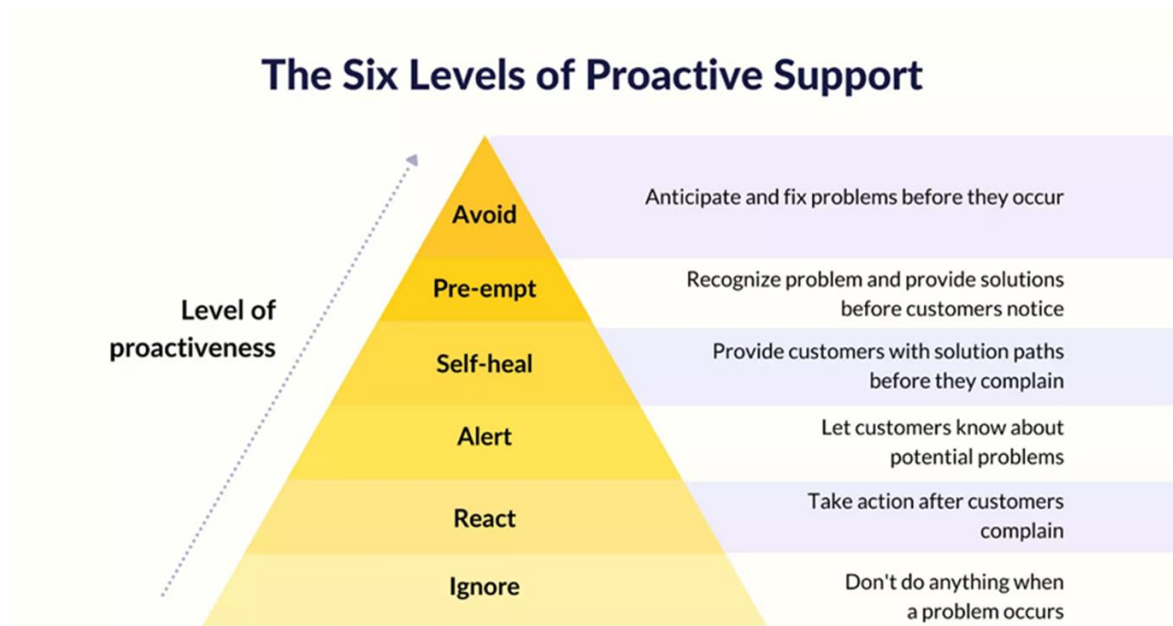 The Six Levels of Proactive Support
Level of
proactiveness
Avoid
Anticipate and fix problems before they occur
Pre-empt
Recognize problem and provide solutions
before customers notice
Self-heal
Provide customers with solution paths
before they complain
Alert
Let customers know about
potential problems
React
Take action after customers
complain
Ignore
Don't do anything when
a problem occurs